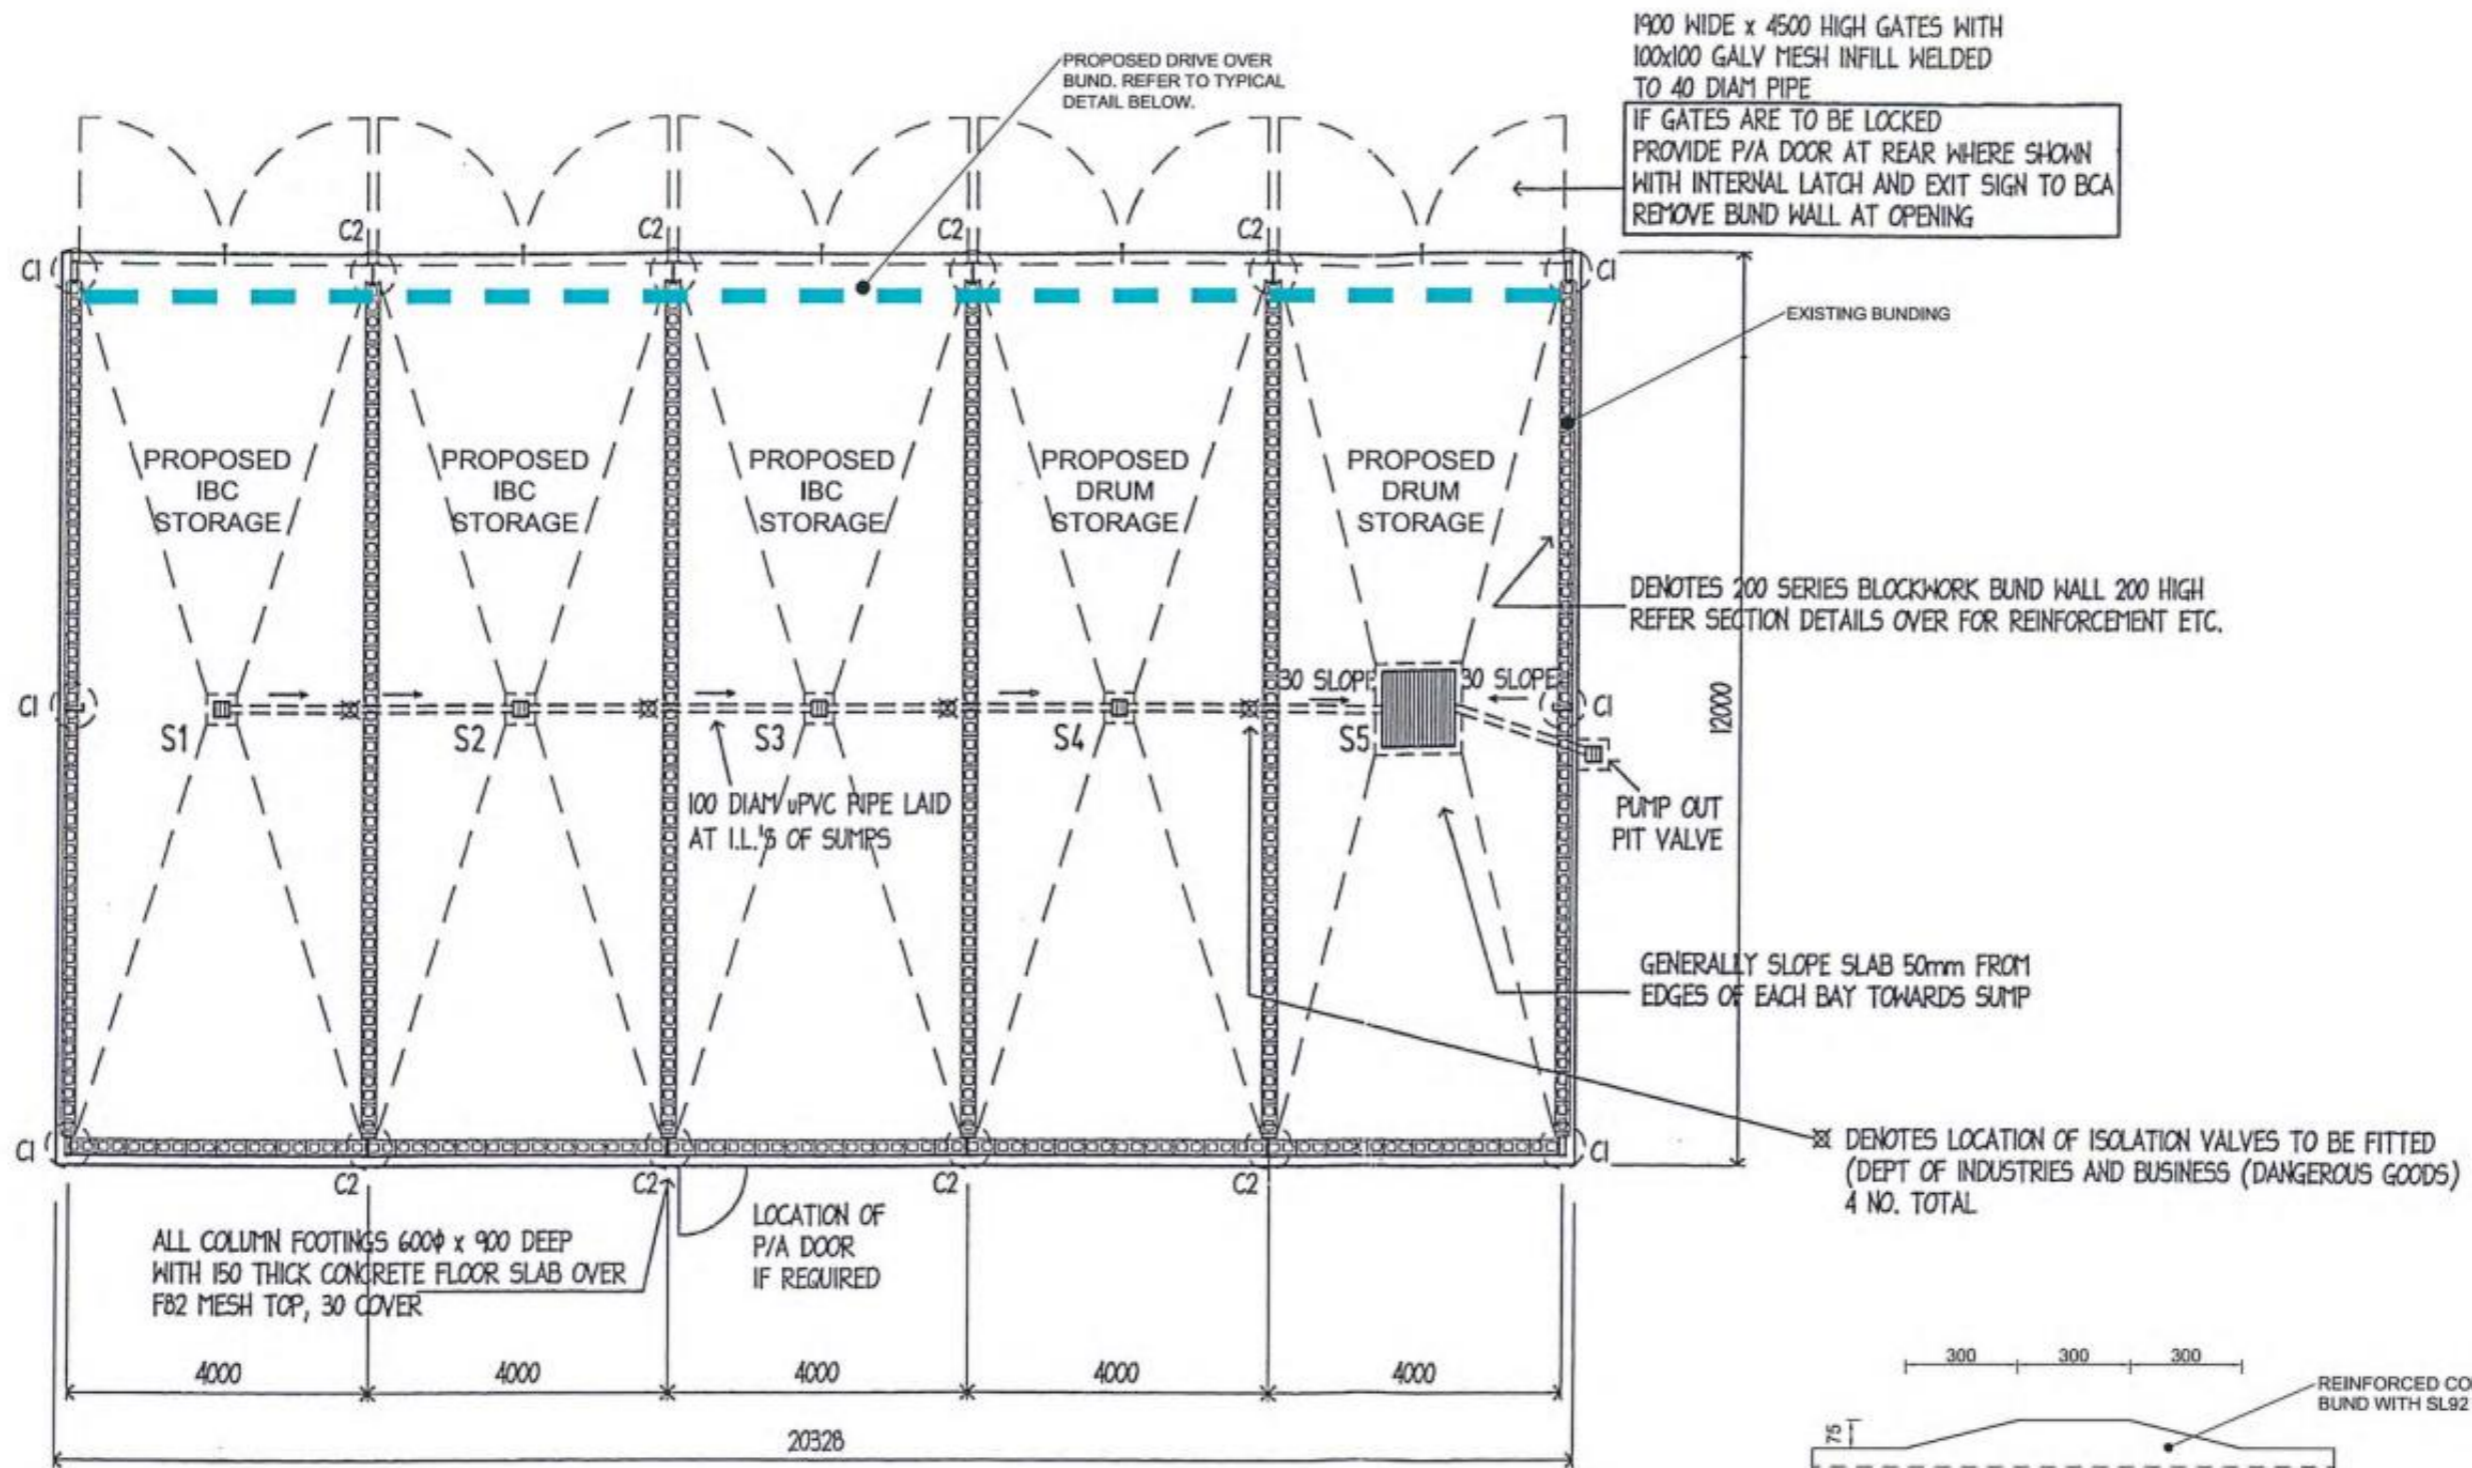 1900 WIDE x 4500 HIGH GATES WITH
100x100 GALV MESH INFILL WELDED
TO 40 DIAM PIPE
IF GATES ARE TO BE LOCKED
PROVIDE P/A DOOR AT REAR WHERE SHOWN
WITH INTERNAL LATCH AND EXIT SIGN TO BCA
REMOVE BUND WALL AT OPENING
PROPOSED DRIVE OVER
BUND. REFER TO TYPICAL
DETAIL BELOW.
C2
C2
C2
C2
C1
C1
EXISTING BUNDING
PROPOSED
IBC
STORAGE
PROPOSED
IBC
STORAGE
PROPOSED
IBC
STORAGE
PROPOSED
DRUM
STORAGE
PROPOSED
DRUM
STORAGE
DENOTES 200 SERIES BLOCKWORK BUND WALL 200 HIGH
REFER SECTION DETAILS OVER FOR REINFORCEMENT ETC.
30 SLOPE
30 SLOPE
C1
C1
12000
S1
S2
S3
S4
S5
100 DIAM uPVC PIPE LAID
AT I.L.'S OF SUMPS
PUMP OUT
PIT VALVE
GENERALLY SLOPE SLAB 50mm FROM
EDGES OF EACH BAY TOWARDS SUMP
DENOTES LOCATION OF ISOLATION VALVES TO BE FITTED
(DEPT OF INDUSTRIES AND BUSINESS (DANGEROUS GOODS)
4 NO. TOTAL
C1
C1
C2
C2
C2
C2
ALL COLUMN FOOTINGS 600ϕ x 900 DEEP
WITH 150 THICK CONCRETE FLOOR SLAB OVER
F82 MESH TOP, 30 COVER
LOCATION OF
P/A DOOR
IF REQUIRED
4000
4000
4000
4000
4000
20328
300
300
300
75
REINFORCED CO
BUND WITH SL92